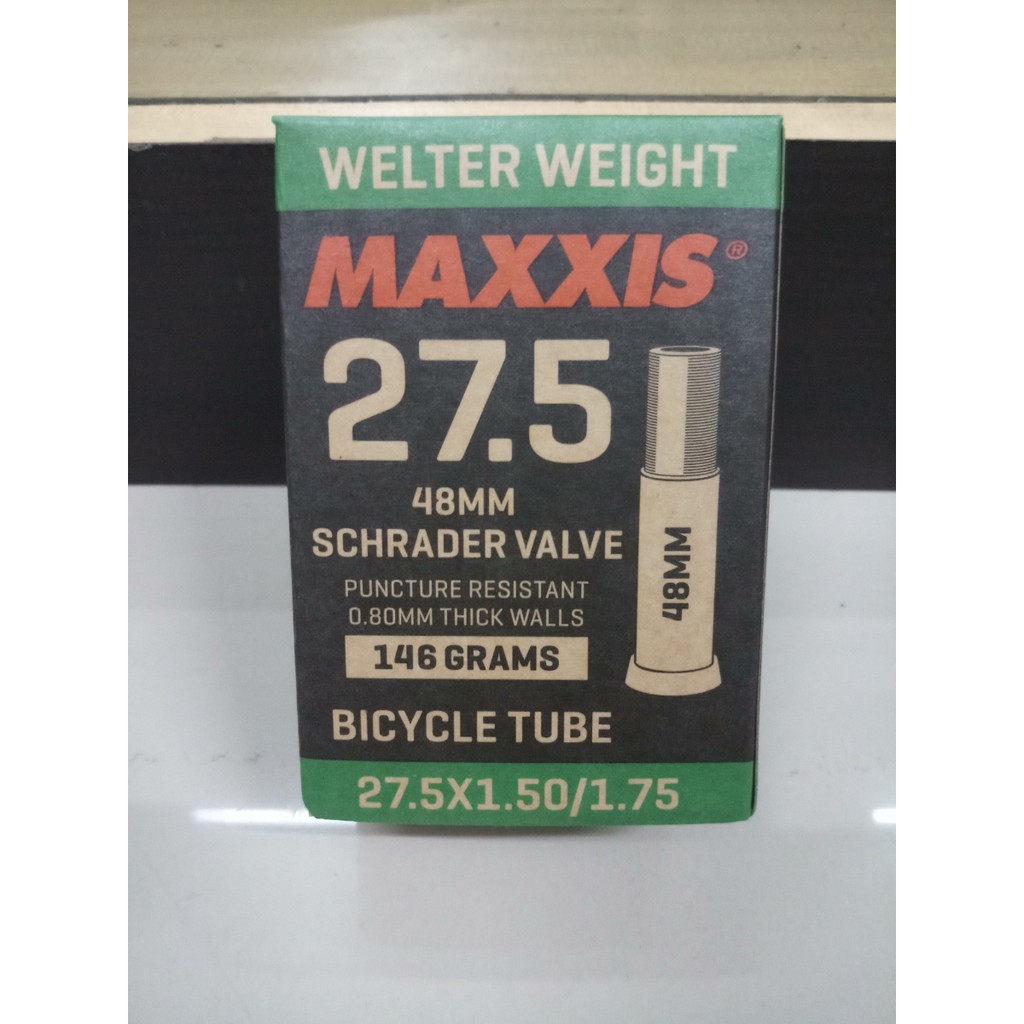 WELTER WEIGHT
MAXXIS®
27.5
48MM
SCHRADER VALVE
PUNCTURE RESISTANT
0.80MM THICK WALLS
146 GRAMS
48MM
BICYCLE TUBE
27.5X1.50/1.75